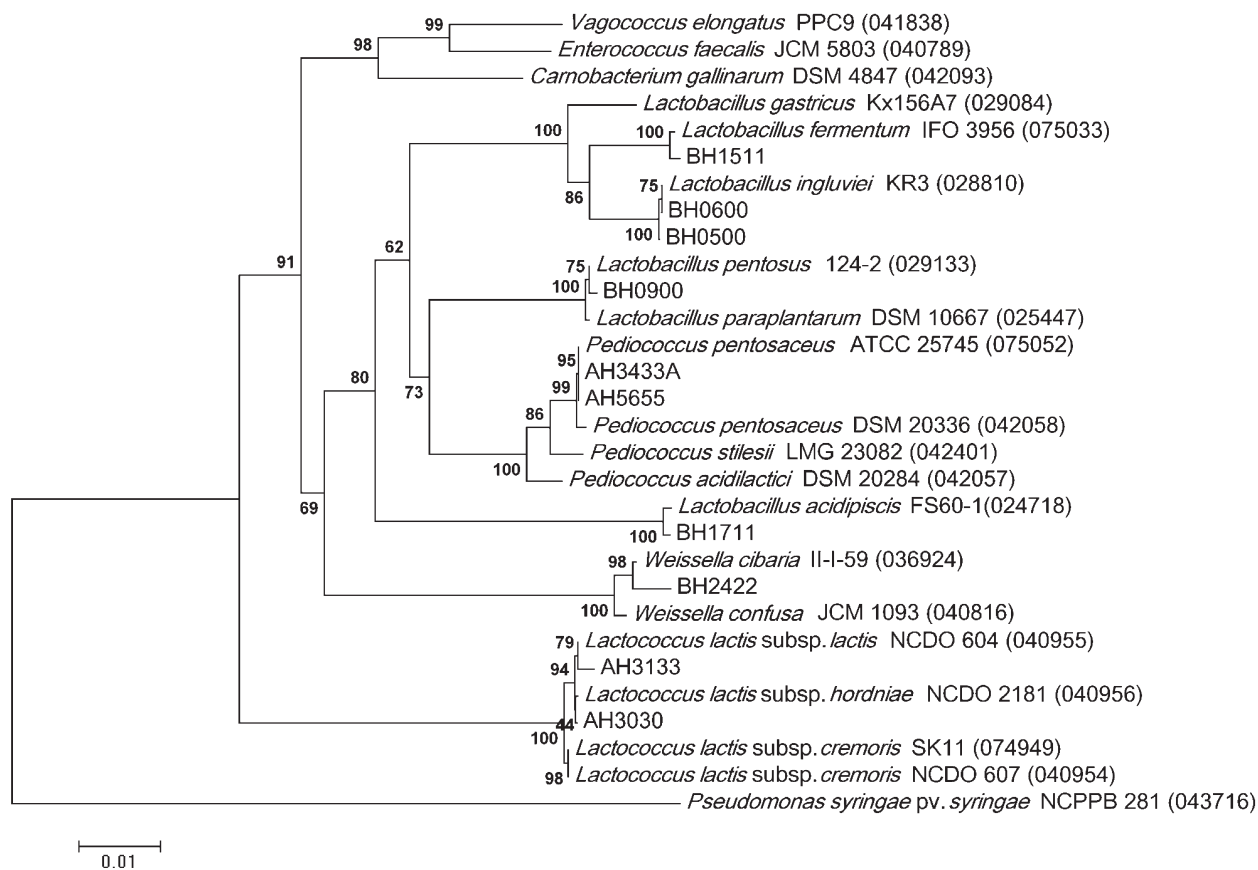 Vagococcus elongatus PPC9 (041838)
99
Enterococcus faecalis JCM 5803 (040789)
98
Carnobacterium gallinarum DSM 4847 (042093)
Lactobacillus gastricus Kx156A7 (029084)
100
Lactobacillus fermentum IFO 3956 (075033)
100
BH1511
Lactobacillus ingluviei KR3 (028810)
75
86
BH0600
100
BH0500
62
91
Lactobacillus pentosus 124-2 (029133)
75
100
BH0900
Lactobacillus paraplantarum DSM 10667 (025447)
Pediococcus pentosaceus ATCC 25745 (075052)
95
AH3433A
80
73
99
AH5655
86
Pediococcus pentosaceus DSM 20336 (042058)
Pediococcus stilesii LMG 23082 (042401)
100
Pediococcus acidilactici DSM 20284 (042057)
69
Lactobacillus acidipiscis FS60-1(024718)
100
BH1711
Weissella cibaria II-I-59 (036924)
98
BH2422
100
Weissella confusa JCM 1093 (040816)
Lactococcus lactis subsp. lactis NCDO 604 (040955)
79
94
AH3133
Lactococcus lactis subsp. hordniae NCDO 2181 (040956)
44
AH3030
100
Lactococcus lactis subsp. cremoris SK11 (074949)
98
Lactococcus lactis subsp. cremoris NCDO 607 (040954)
Pseudomonas syringae pv. syringae NCPPB 281 (043716)
0.01